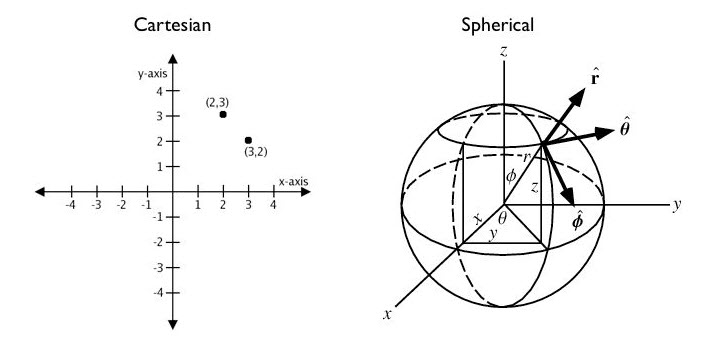 Cartesian
y-axis
4
3
2
1
(2,3)
(3,2)
x-axis
-4 -3 -2 -1 1 2 3 4
-1
-2
-3
-4
Spherical
z
r̂
θ̂
r
ϕ
z
y
x
θ
ϕ̂
y
x